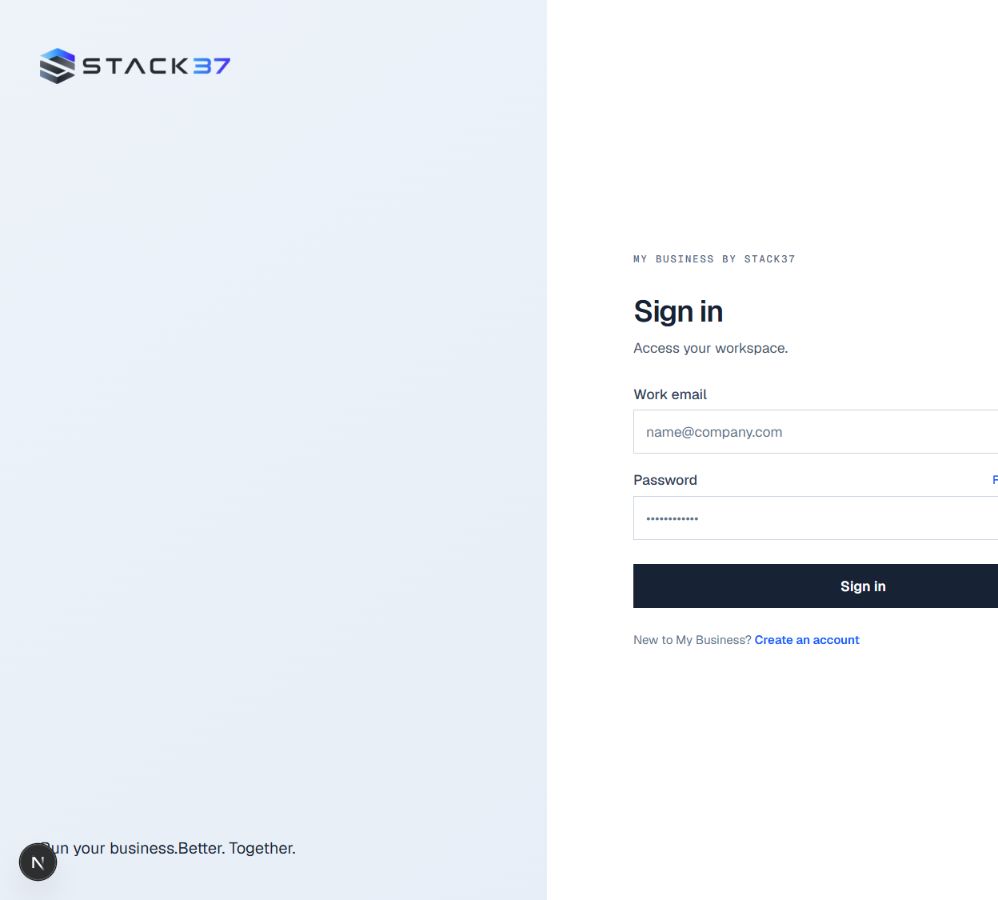 STACK37
MY BUSINESS BY STACK37
Sign in
Access your workspace.
Work email
name@company.com
Password
Sign in
New to My Business? Create an account
Run your business.Better. Together.
N